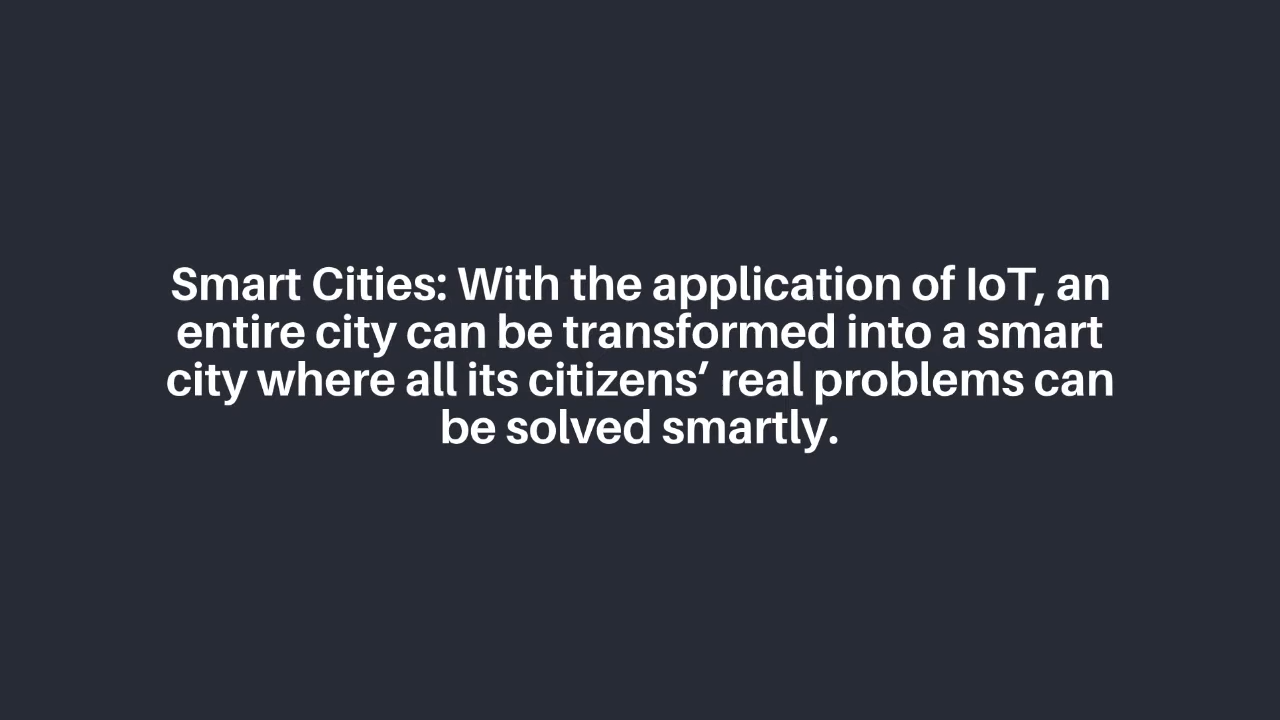 Smart Cities: With the application of IoT, an
entire city can be transformed into a smart
city where all its citizens’ real problems can
be solved smartly.